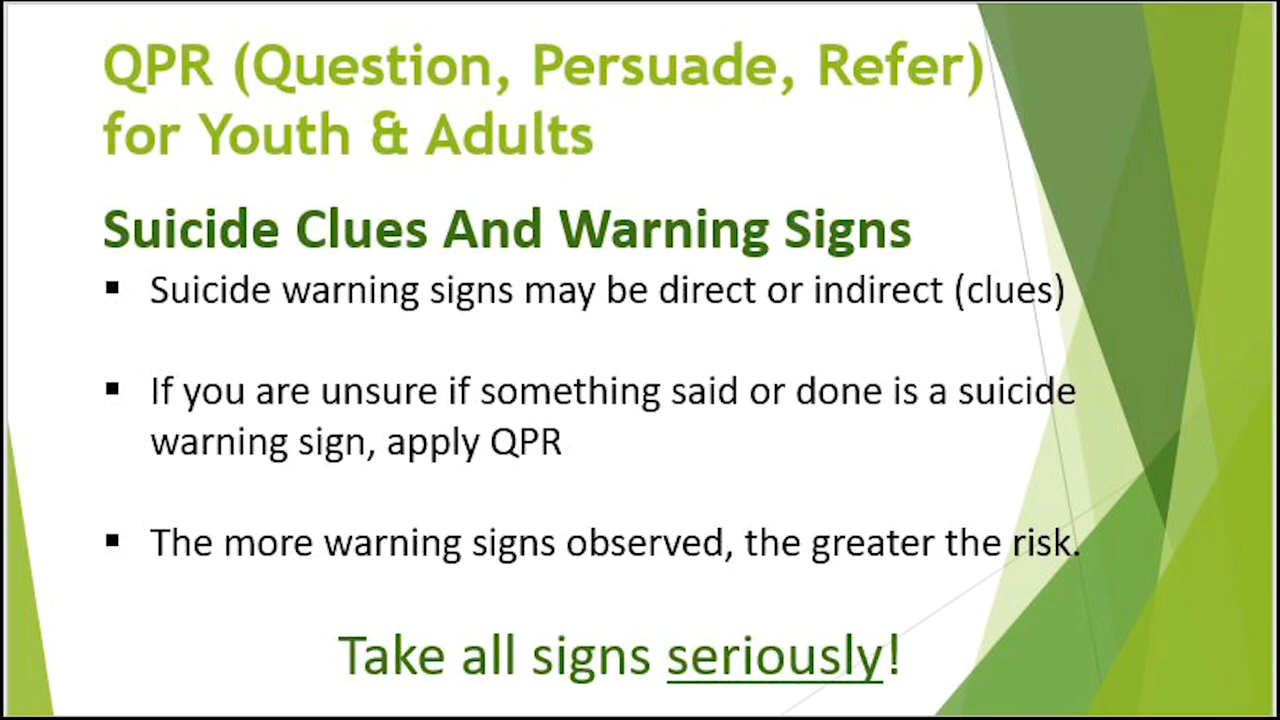 QPR (Question, Persuade, Refer)
for Youth & Adults
Suicide Clues And Warning Signs
▪ Suicide warning signs may be direct or indirect (clues)
▪ If you are unsure if something said or done is a suicide
warning sign, apply QPR
▪ The more warning signs observed, the greater the risk.
Take all signs seriously!